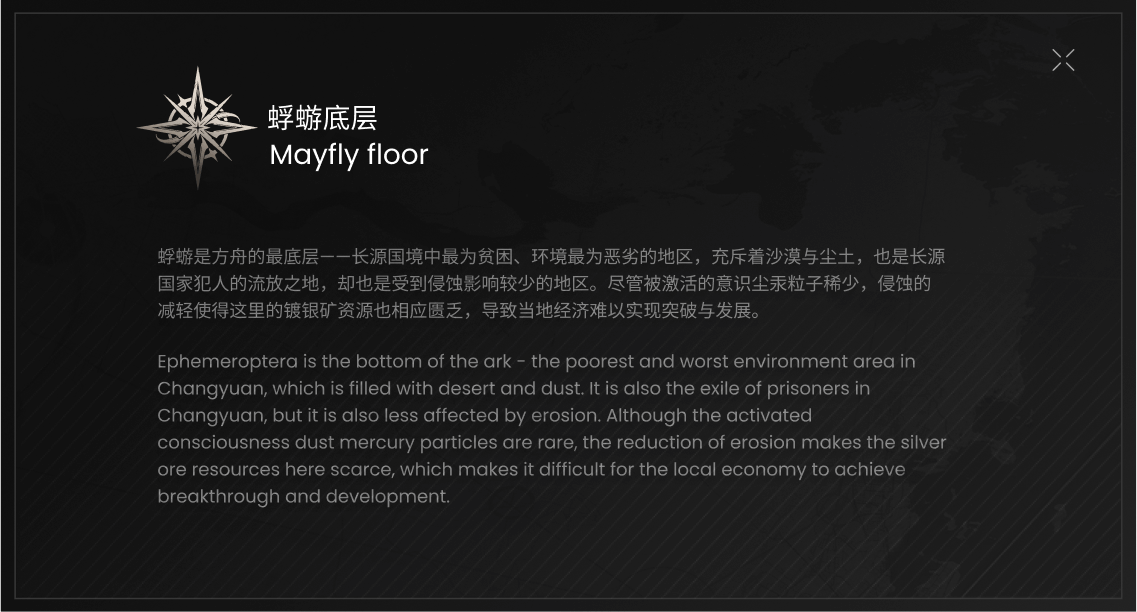 蜉蝣底层
Mayfly floor
蜉蝣是方舟的最底层——长源国境中最为贫困、环境最为恶劣的地区，充斥着沙漠与尘土，也是长源
国家犯人的流放之地，却也是受到侵蚀影响较少的地区。尽管被激活的意识尘汞粒子稀少，侵蚀的
减轻使得这里的镀银矿资源也相应匮乏，导致当地经济难以实现突破与发展。
Ephemeroptera is the bottom of the ark - the poorest and worst environment area in
Changyuan, which is filled with desert and dust. It is also the exile of prisoners in
Changyuan, but it is also less affected by erosion. Although the activated
consciousness dust mercury particles are rare, the reduction of erosion makes the silver
ore resources here scarce, which makes it difficult for the local economy to achieve
breakthrough and development.